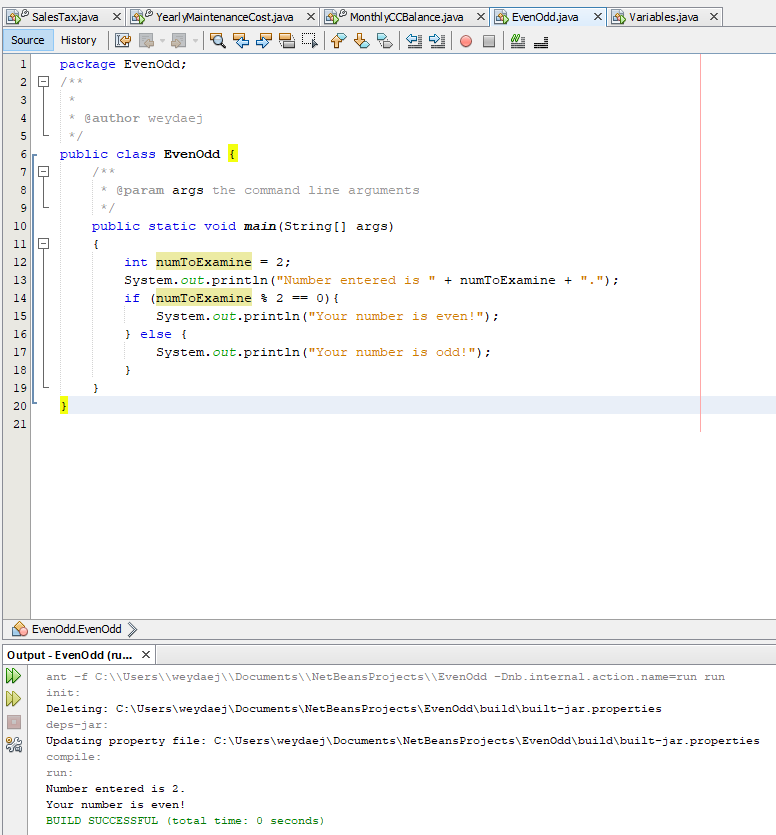 SalesTax.java YearlyMaintenanceCost.java MonthlyCCBalance.java EvenOdd.java Variables.java
Source History
1 package EvenOdd;
2 /**
3 *
4 * @author weydaej
5 */
6 public class EvenOdd {
7 /**
8 * @param args the command line arguments
9 */
10 public static void main(String[] args)
11 {
12 int numToExamine = 2;
13 System.out.println("Number entered is " + numToExamine + ".");
14 if (numToExamine % 2 == 0){
15 System.out.println("Your number is even!");
16 } else {
17 System.out.println("Your number is odd!");
18 }
19 }
20 }
21
EvenOdd.EvenOdd
Output - EvenOdd (ru...
ant -f C:\\Users\\weydaej\\Documents\\NetBeansProjects\\EvenOdd -Dnb.internal.action.name=run run
init:
Deleting: C:\Users\weydaej\Documents\NetBeansProjects\EvenOdd\build\built-jar.properties
deps-jar:
Updating property file: C:\Users\weydaej\Documents\NetBeansProjects\EvenOdd\build\built-jar.properties
compile:
run:
Number entered is 2.
Your number is even!
BUILD SUCCESSFUL (total time: 0 seconds)